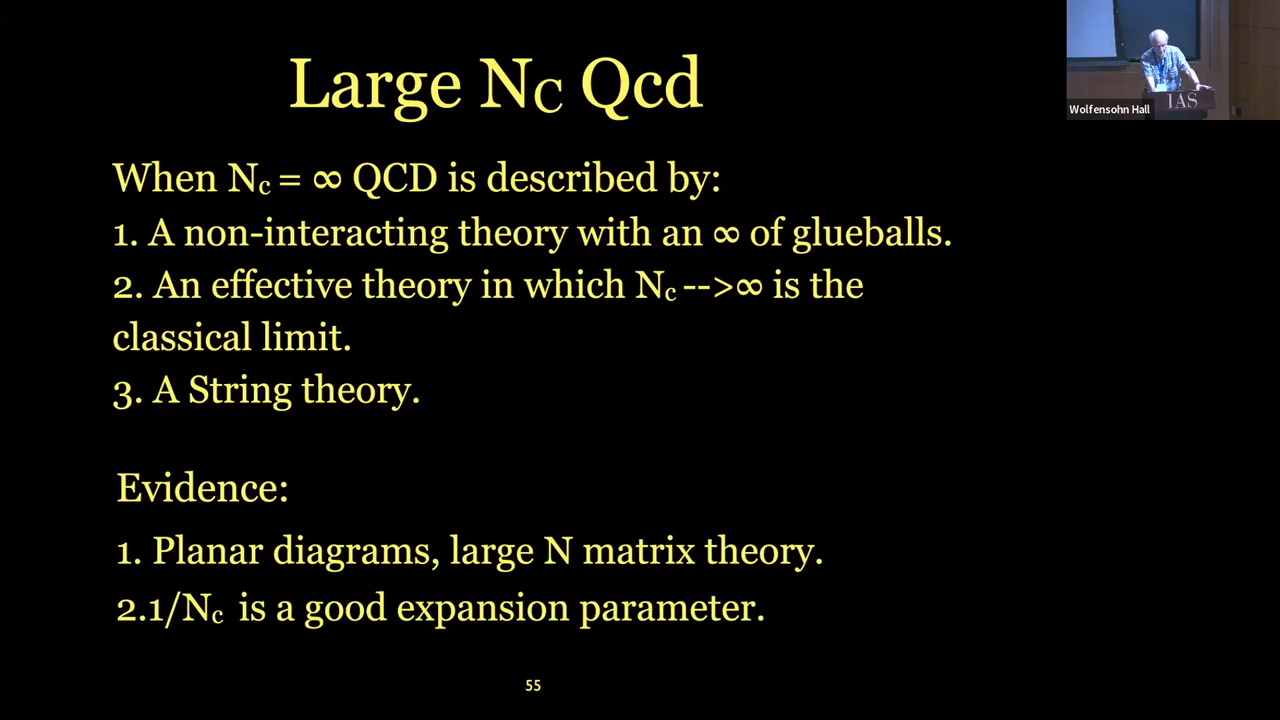 Large Nc Qcd
When Nc = ∞ QCD is described by:
1. A non-interacting theory with an ∞ of glueballs.
2. An effective theory in which Nc -->∞ is the
classical limit.
3. A String theory.
Evidence:
1. Planar diagrams, large N matrix theory.
2.1/Nc is a good expansion parameter.
55
IAS
Wolfensohn Hall